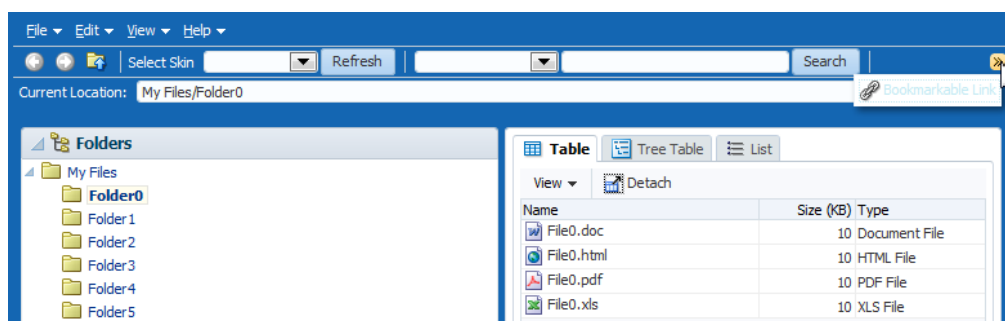 File Edit View Help
Select Skin Refresh Search
Bookmarkable Link
Current Location: My Files/Folder0
Folders
My Files
Folder0
Folder1
Folder2
Folder3
Folder4
Folder5
Table Tree Table List
View Detach
Name Size (KB) Type
File0.doc 10 Document File
File0.html 10 HTML File
File0.pdf 10 PDF File
File0.xls 10 XLS File